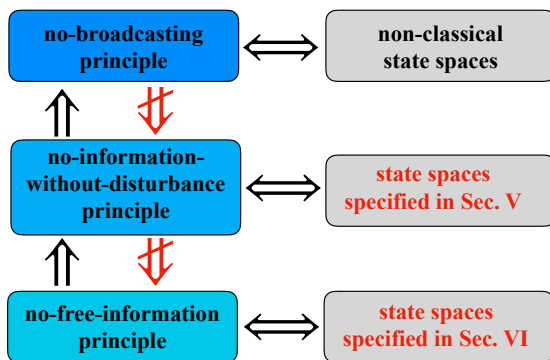 no-broadcasting
principle
non-classical
state spaces
no-information-
without-disturbance
principle
state spaces
specified in Sec. V
no-free-information
principle
state spaces
specified in Sec. VI